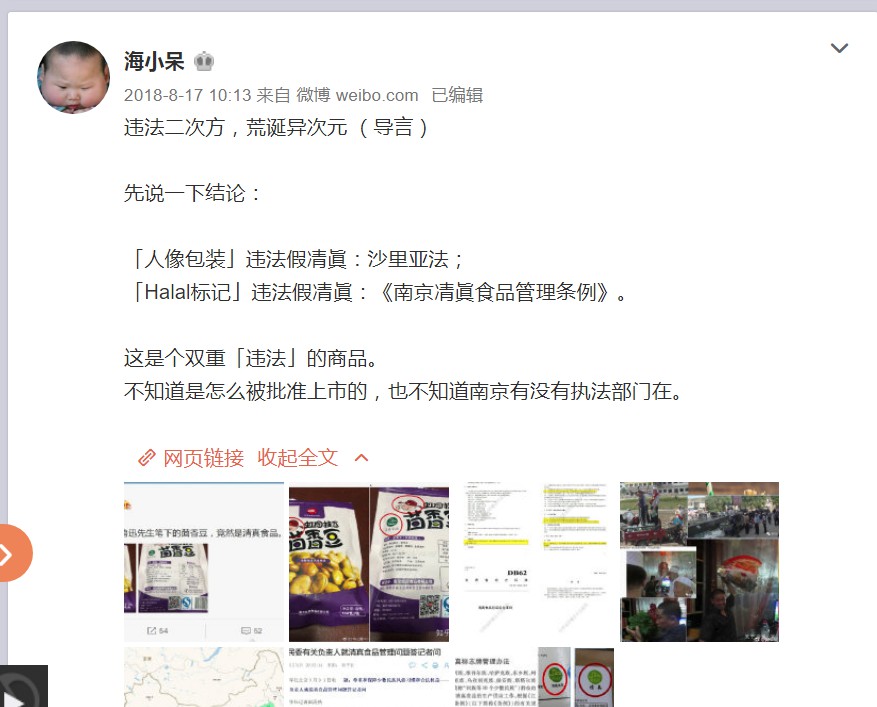 海小呆
2018-8-17 10:13 来自 微博 weibo.com 已编辑
违法二次方，荒诞异次元（导言）
先说一下结论：
「人像包装」违法假凊眞：沙里亚法；
「Halal标记」违法假凊眞：《南京凊眞食品管理条例》。
这是个双重「违法」的商品。
不知道是怎么被批准上市的，也不知道南京有没有执法部门在。
网页链接 收起全文
迅先生笔下的茴香豆，竟然是清真食品。
54
52
茴香豆
茴香豆
DB62
民委有关负责人就清真食品管理问题答记者问
真标志牌管理办法